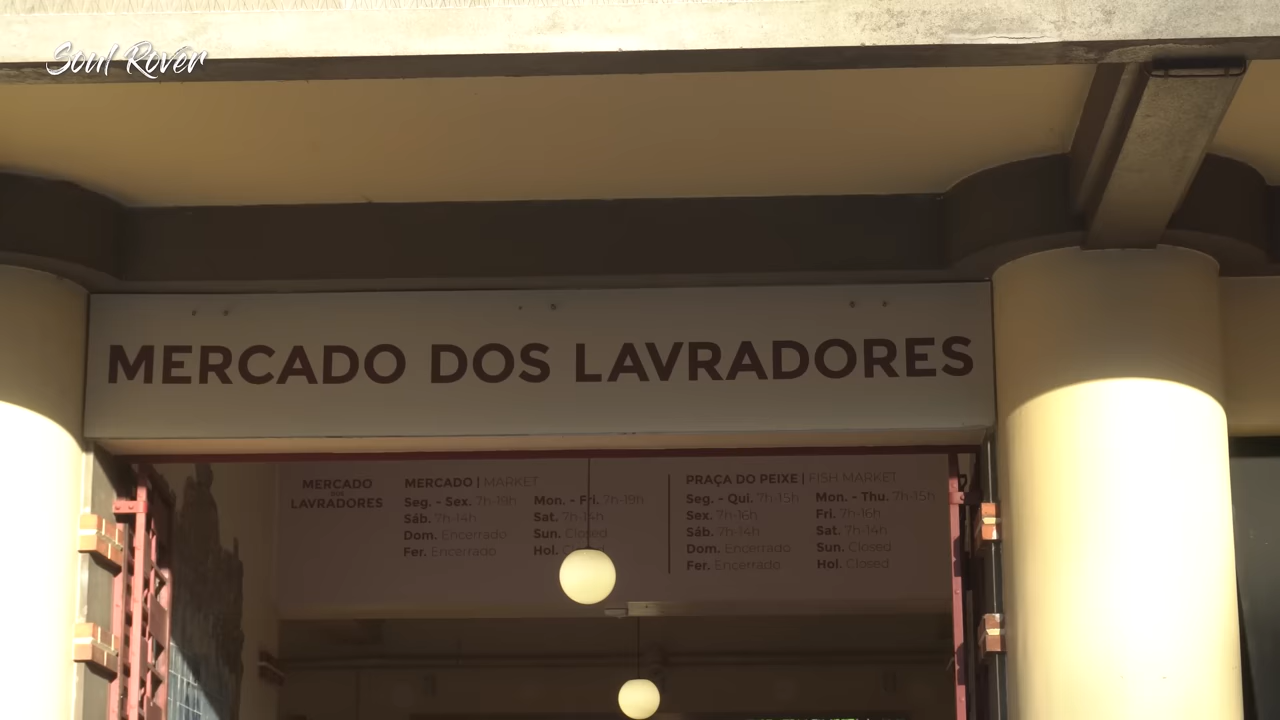 Soul Rover
MERCADO DOS LAVRADORES
MERCADO
DOS
LAVRADORES
MERCADO | MARKET
Seg. - Sex. 7h-19h
Sáb. 7h-14h
Dom. Encerrado
Fer. Encerrado
Mon. - Fri. 7h-19h
Sat. 7h-14h
Sun. Closed
Hol. Closed
PRAÇA DO PEIXE | FISH MARKET
Seg. - Qui. 7h-15h
Sex. 7h-16h
Sáb. 7h-14h
Dom. Encerrado
Fer. Encerrado
Mon. - Thu. 7h-15h
Fri. 7h-16h
Sat. 7h-14h
Sun. Closed
Hol. Closed